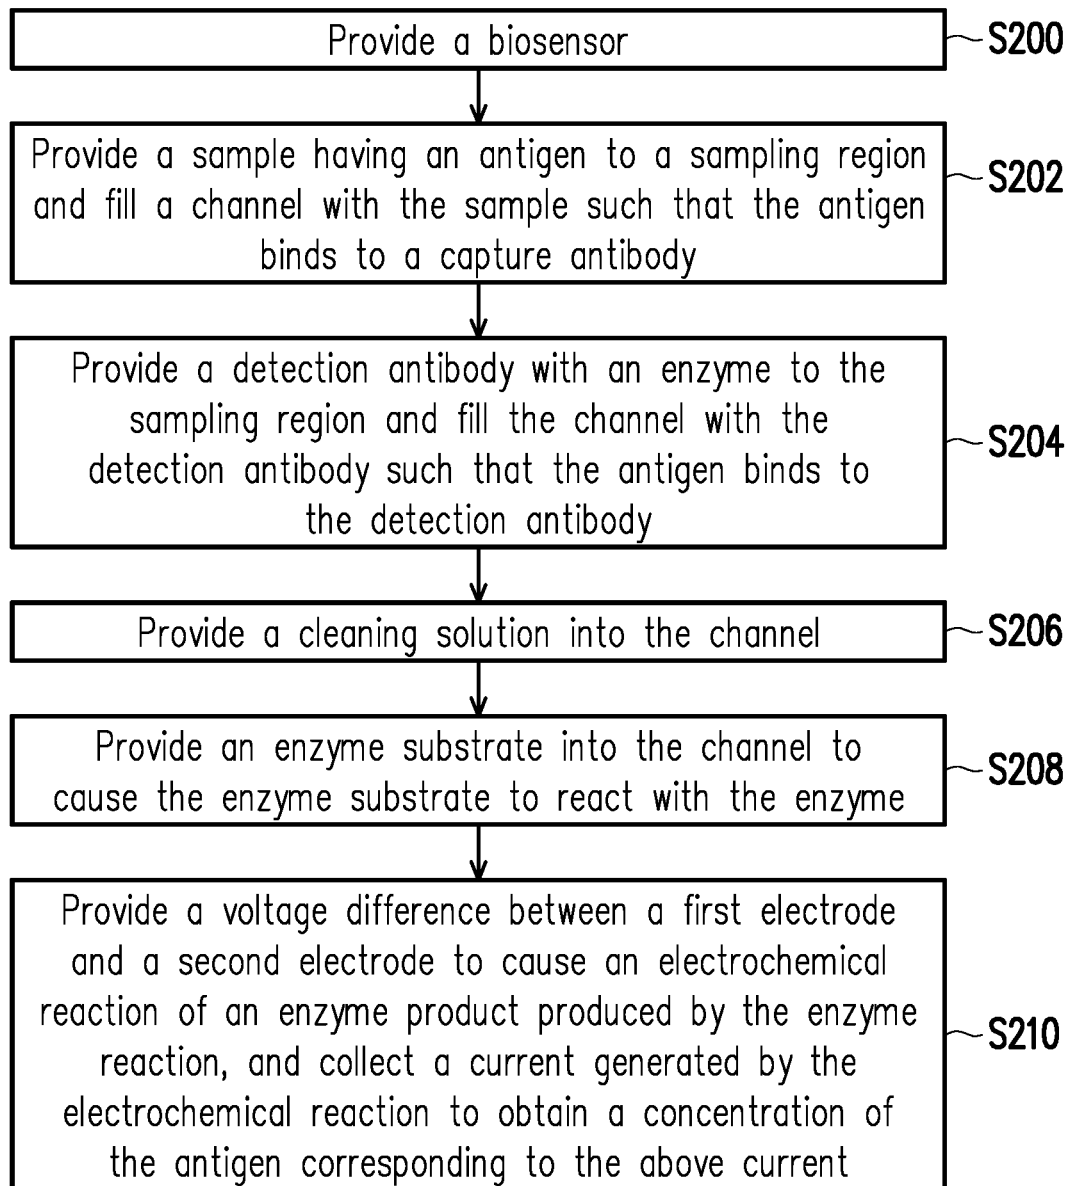 Provide a biosensor
S200
Provide a sample having an antigen to a sampling region
and fill a channel with the sample such that the antigen
binds to a capture antibody
S202
Provide a detection antibody with an enzyme to the
sampling region and fill the channel with the
detection antibody such that the antigen binds to
the detection antibody
S204
Provide a cleaning solution into the channel
S206
Provide an enzyme substrate into the channel to
cause the enzyme substrate to react with the enzyme
S208
Provide a voltage difference between a first electrode
and a second electrode to cause an electrochemical
reaction of an enzyme product produced by the enzyme
reaction, and collect a current generated by the
electrochemical reaction to obtain a concentration of
the antigen corresponding to the above current
S210